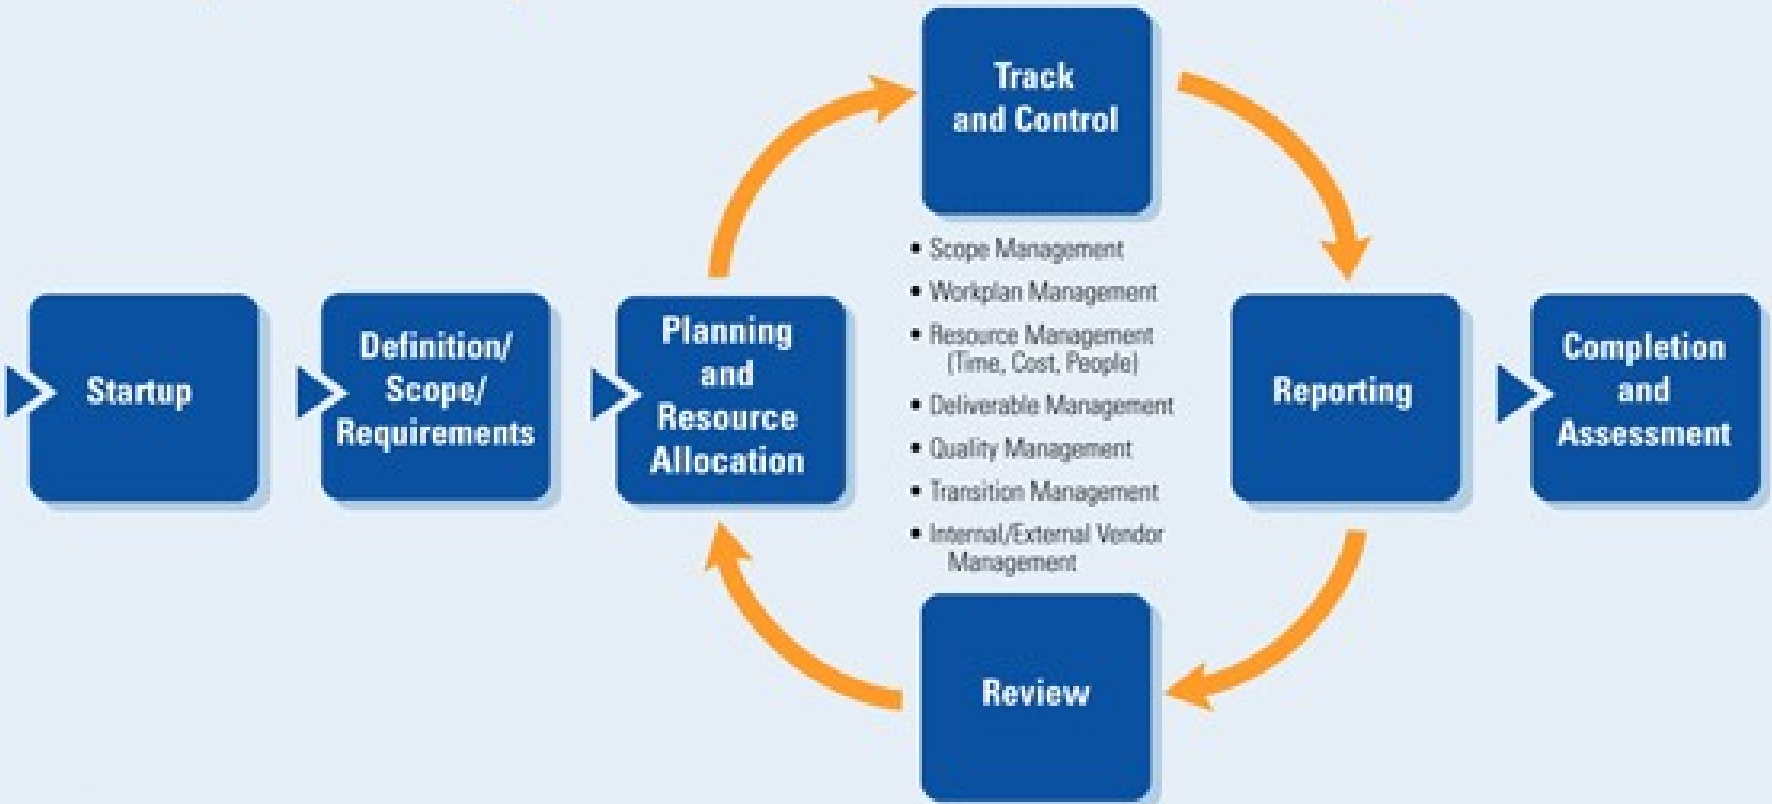 Track
and Control
• Scope Management
• Workplan Management
• Resource Management
(Time, Cost, People)
• Deliverable Management
• Quality Management
• Transition Management
• Internal/External Vendor
Management
Startup
Definition/
Scope/
Requirements
Planning
and
Resource
Allocation
Reporting
Completion
and
Assessment
Review